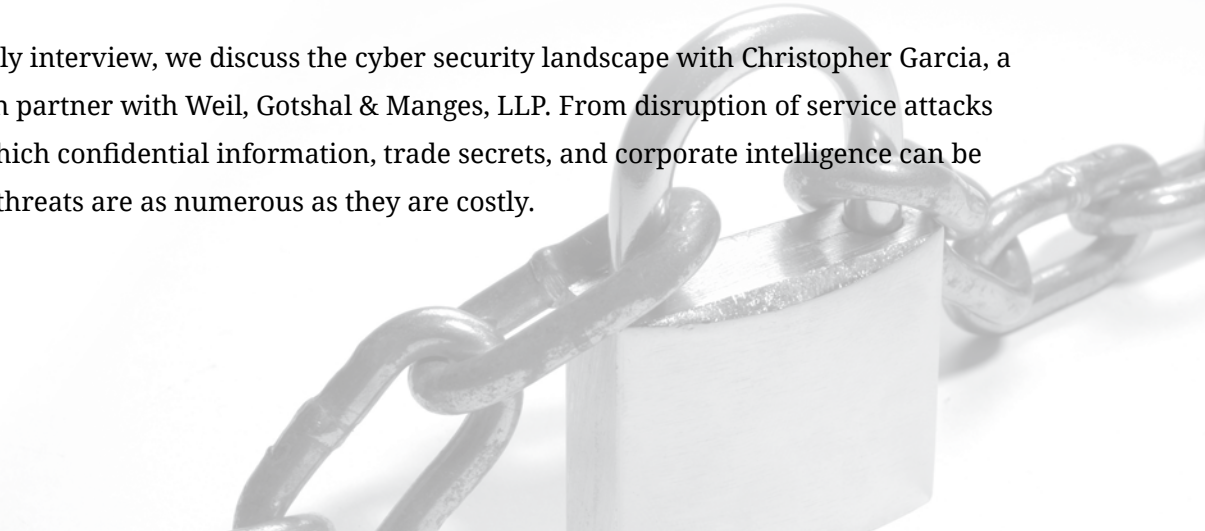 ly interview, we discuss the cyber security landscape with Christopher Garcia, a
partner with Weil, Gotshal & Manges, LLP. From disruption of service attacks
hich confidential information, trade secrets, and corporate intelligence can be
threats are as numerous as they are costly.